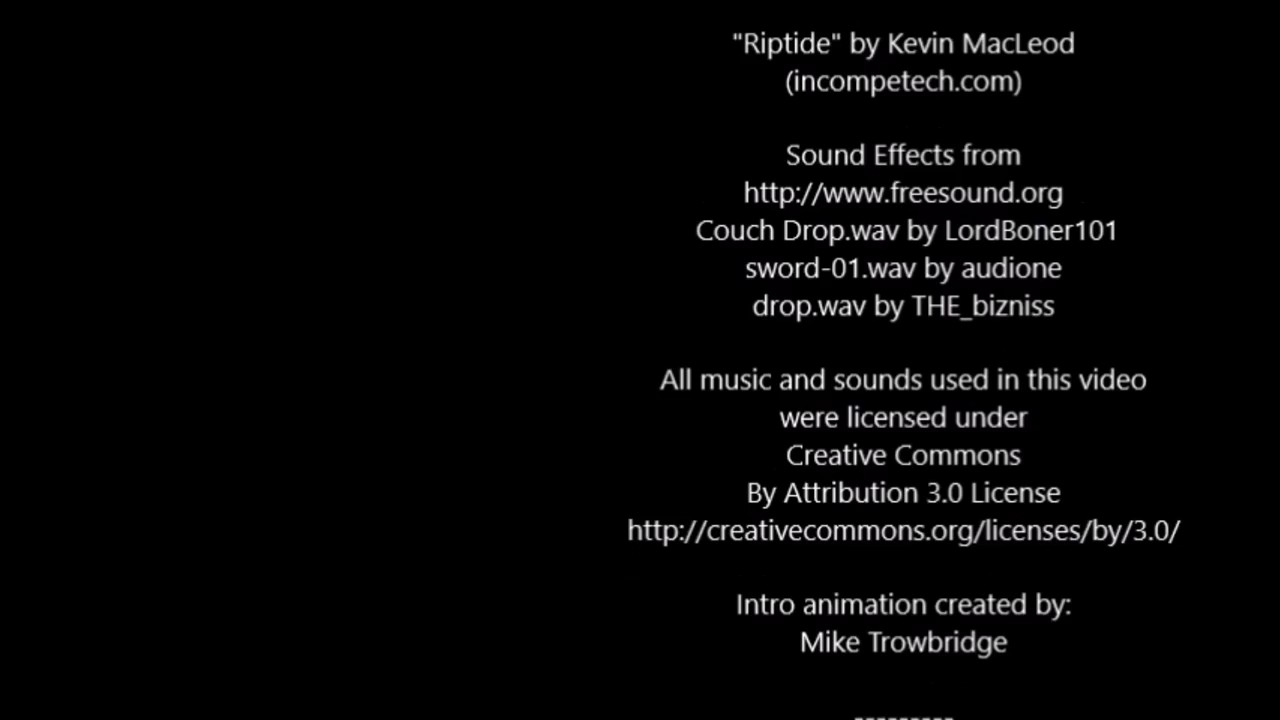 "Riptide" by Kevin MacLeod
(incompetech.com)
Sound Effects from
http://www.freesound.org
Couch Drop.wav by LordBoner101
sword-01.wav by audione
drop.wav by THE_bizniss
All music and sounds used in this video
were licensed under
Creative Commons
By Attribution 3.0 License
http://creativecommons.org/licenses/by/3.0/
Intro animation created by:
Mike Trowbridge